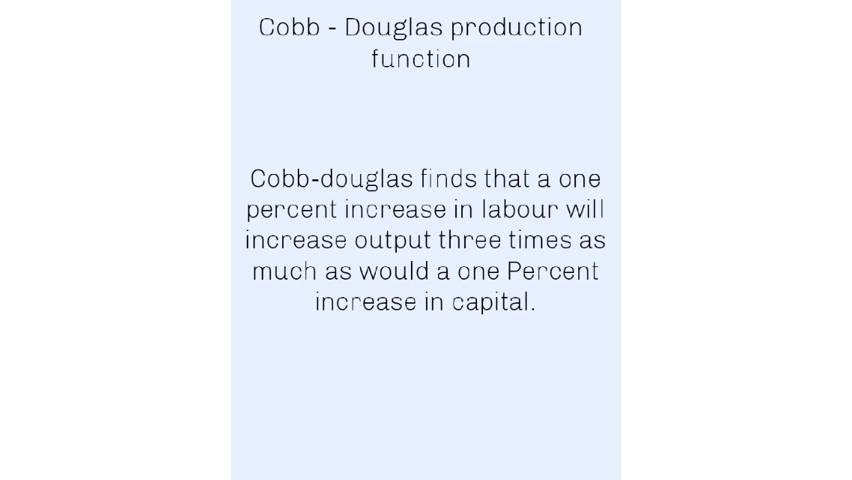 Cobb - Douglas production
function
Cobb-douglas finds that a one
percent increase in labour will
increase output three times as
much as would a one Percent
increase in capital.